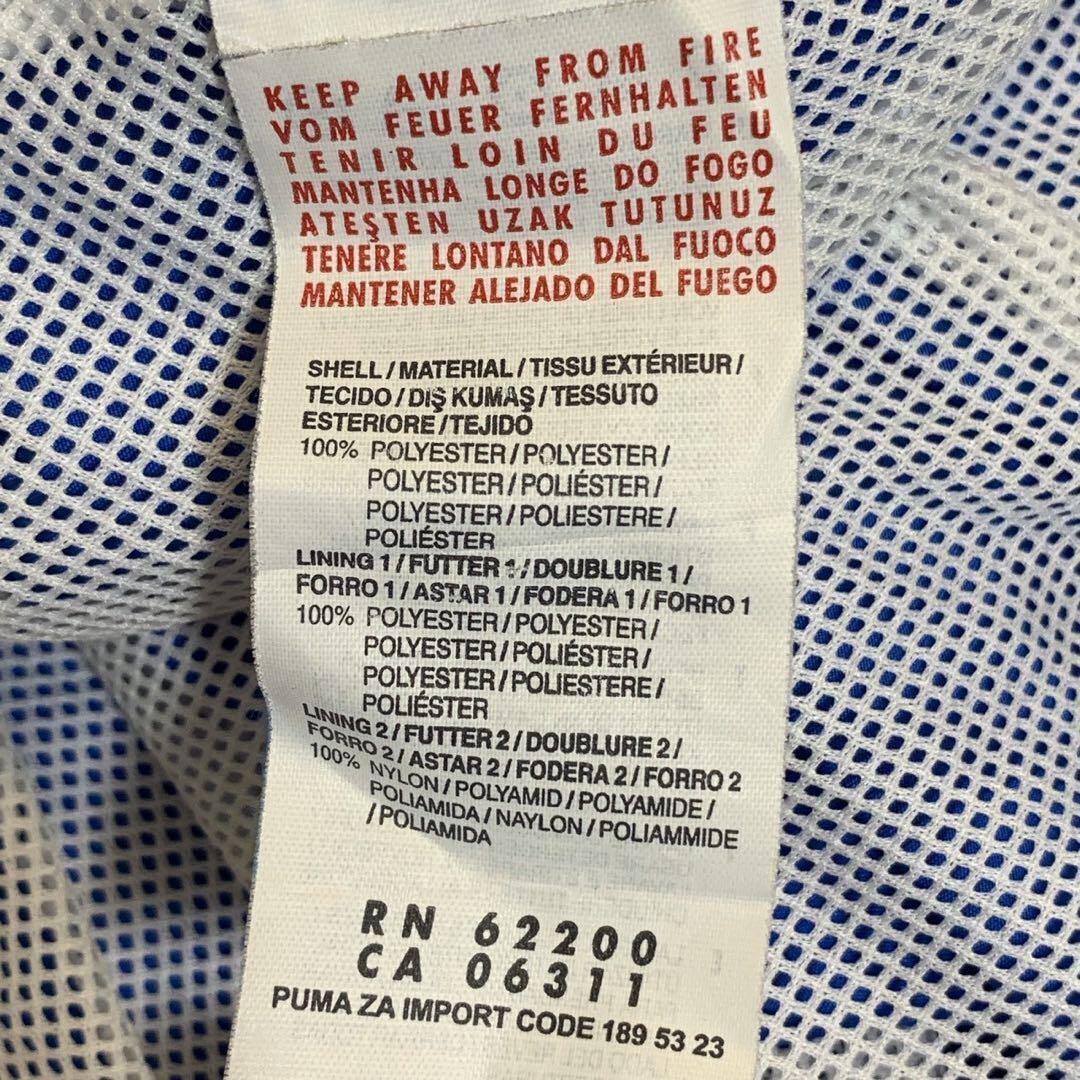 KEEP AWAY FROM FIRE
VOM FEUER FERNHALTEN
TENIR LOIN DU FEU
MANTENHA LONGE DO FOGO
ATEŞTEN UZAK TUTUNUZ
TENERE LONTANO DAL FUOCO
MANTENER ALEJADO DEL FUEGO
SHELL/MATERIAL/TISSU EXTÉRIEUR/
TECIDO/DIŞ KUMAŞ/TESSUTO
ESTERIORE/TEJIDO
100% POLYESTER/POLYESTER/
POLYESTER/POLIÉSTER/
POLYESTER/POLIESTERE/
POLIÉSTER
LINING 1/FUTTER 1/DOUBLURE 1/
FORRO 1/ASTAR 1/FODERA 1/FORRO 1
100% POLYESTER/POLYESTER/
POLYESTER/POLIÉSTER/
POLYESTER/POLIESTERE/
POLIÉSTER
LINING 2/FUTTER 2/DOUBLURE 2/
FORRO 2/ASTAR 2/FODERA 2/FORRO 2
100% NYLON/POLYAMID/POLYAMIDE/
POLIAMIDA/NAYLON/POLIAMMIDE
/POLIAMIDA
RN 62200
CA 06311
PUMA ZA IMPORT CODE 189 53 23